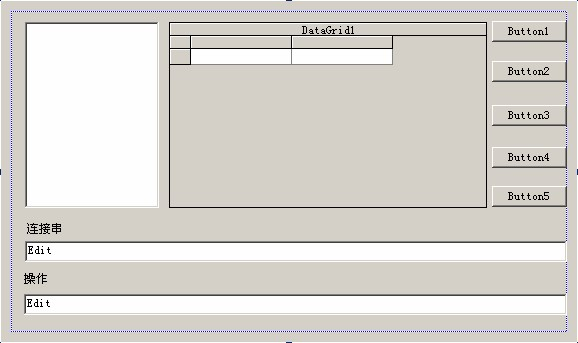 DataGrid1
Button1
Button2
Button3
Button4
Button5
连接串
Edit
操作
Edit